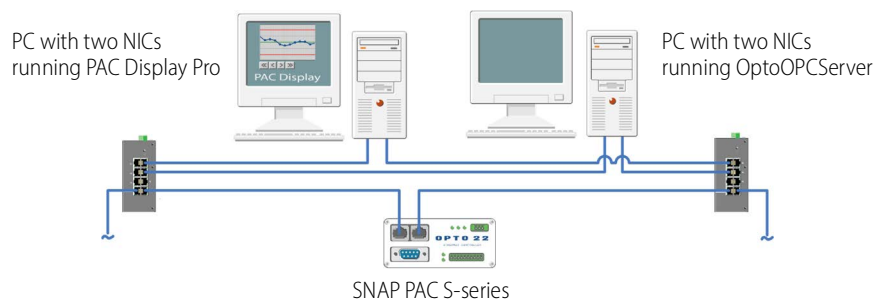 PC with two NICs
running PAC Display Pro
PAC Display
PC with two NICs
running OptoOPCServer
OPTO 22
SNAP PAC S-series